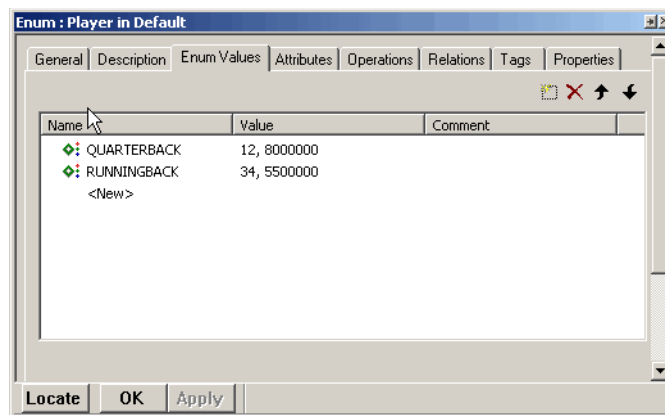 Enum : Player in Default
General Description Enum Values Attributes Operations Relations Tags Properties
Name Value Comment
QUARTERBACK 12, 8000000
RUNNINGBACK 34, 5500000
<New>
Locate OK Apply